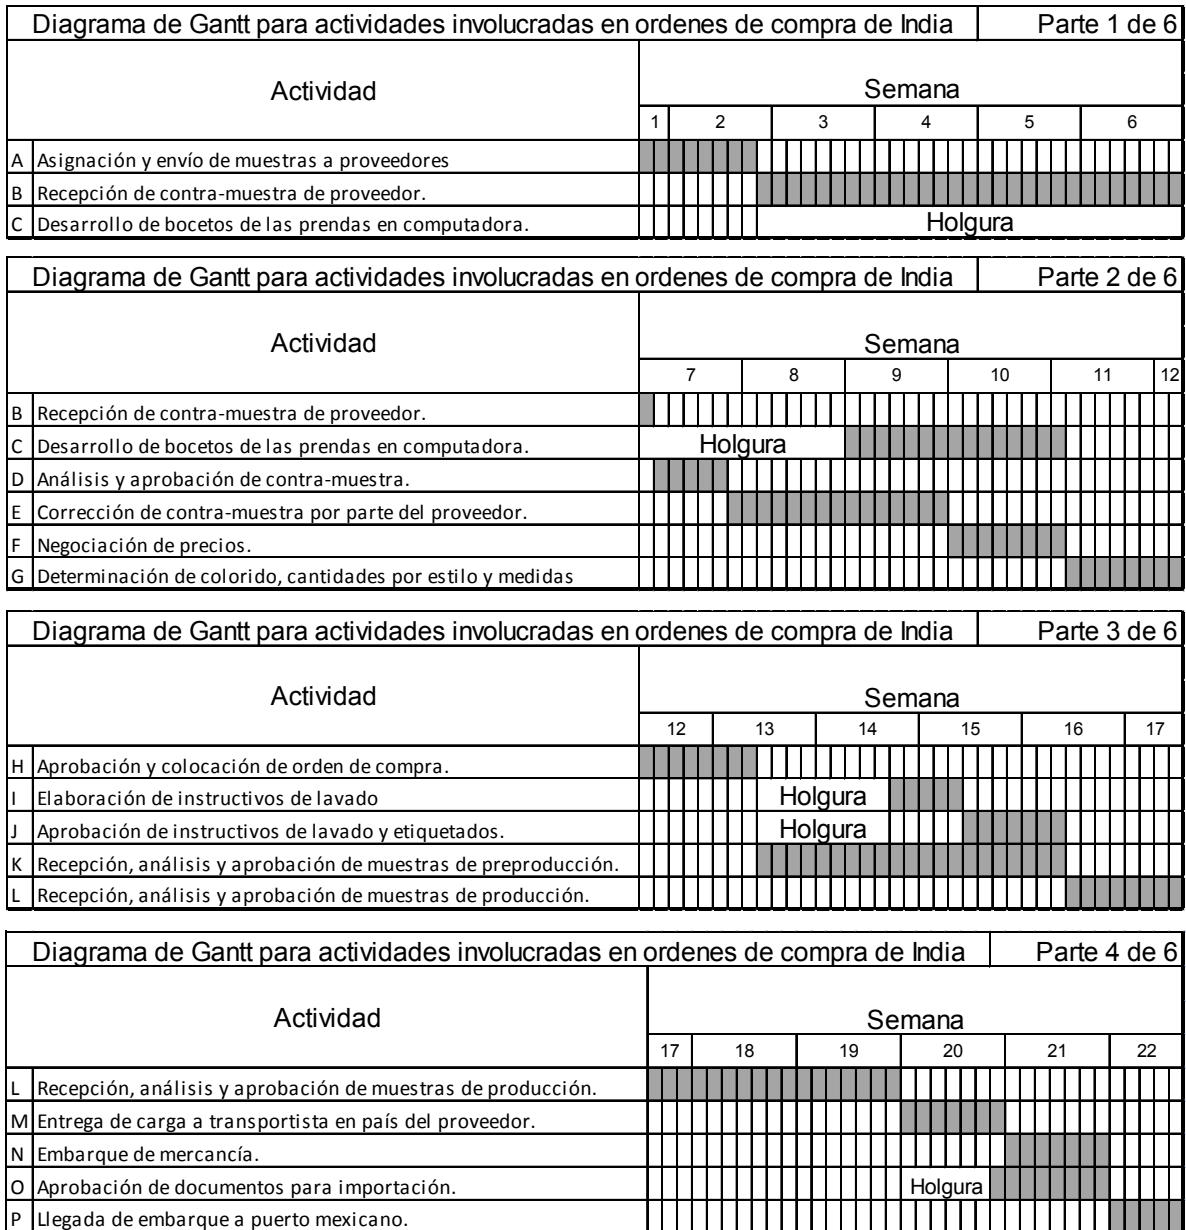 Diagrama de Gantt para actividades involucradas en ordenes de compra de India Parte 1 de 6
Actividad Semana
1 2 3 4 5 6
A Asignación y envío de muestras a proveedores
B Recepción de contra-muestra de proveedor.
C Desarrollo de bocetos de las prendas en computadora. Holgura
Diagrama de Gantt para actividades involucradas en ordenes de compra de India Parte 2 de 6
Actividad Semana
7 8 9 10 11 12
B Recepción de contra-muestra de proveedor.
C Desarrollo de bocetos de las prendas en computadora. Holgura
D Análisis y aprobación de contra-muestra.
E Corrección de contra-muestra por parte del proveedor.
F Negociación de precios.
G Determinación de colorido, cantidades por estilo y medidas
Diagrama de Gantt para actividades involucradas en ordenes de compra de India Parte 3 de 6
Actividad Semana
12 13 14 15 16 17
H Aprobación y colocación de orden de compra.
I Elaboración de instructivos de lavado Holgura
J Aprobación de instructivos de lavado y etiquetados. Holgura
K Recepción, análisis y aprobación de muestras de preproducción.
L Recepción, análisis y aprobación de muestras de producción.
Diagrama de Gantt para actividades involucradas en ordenes de compra de India Parte 4 de 6
Actividad Semana
17 18 19 20 21 22
L Recepción, análisis y aprobación de muestras de producción.
M Entrega de carga a transportista en país del proveedor.
N Embarque de mercancía.
O Aprobación de documentos para importación. Holgura
P Llegada de embarque a puerto mexicano.